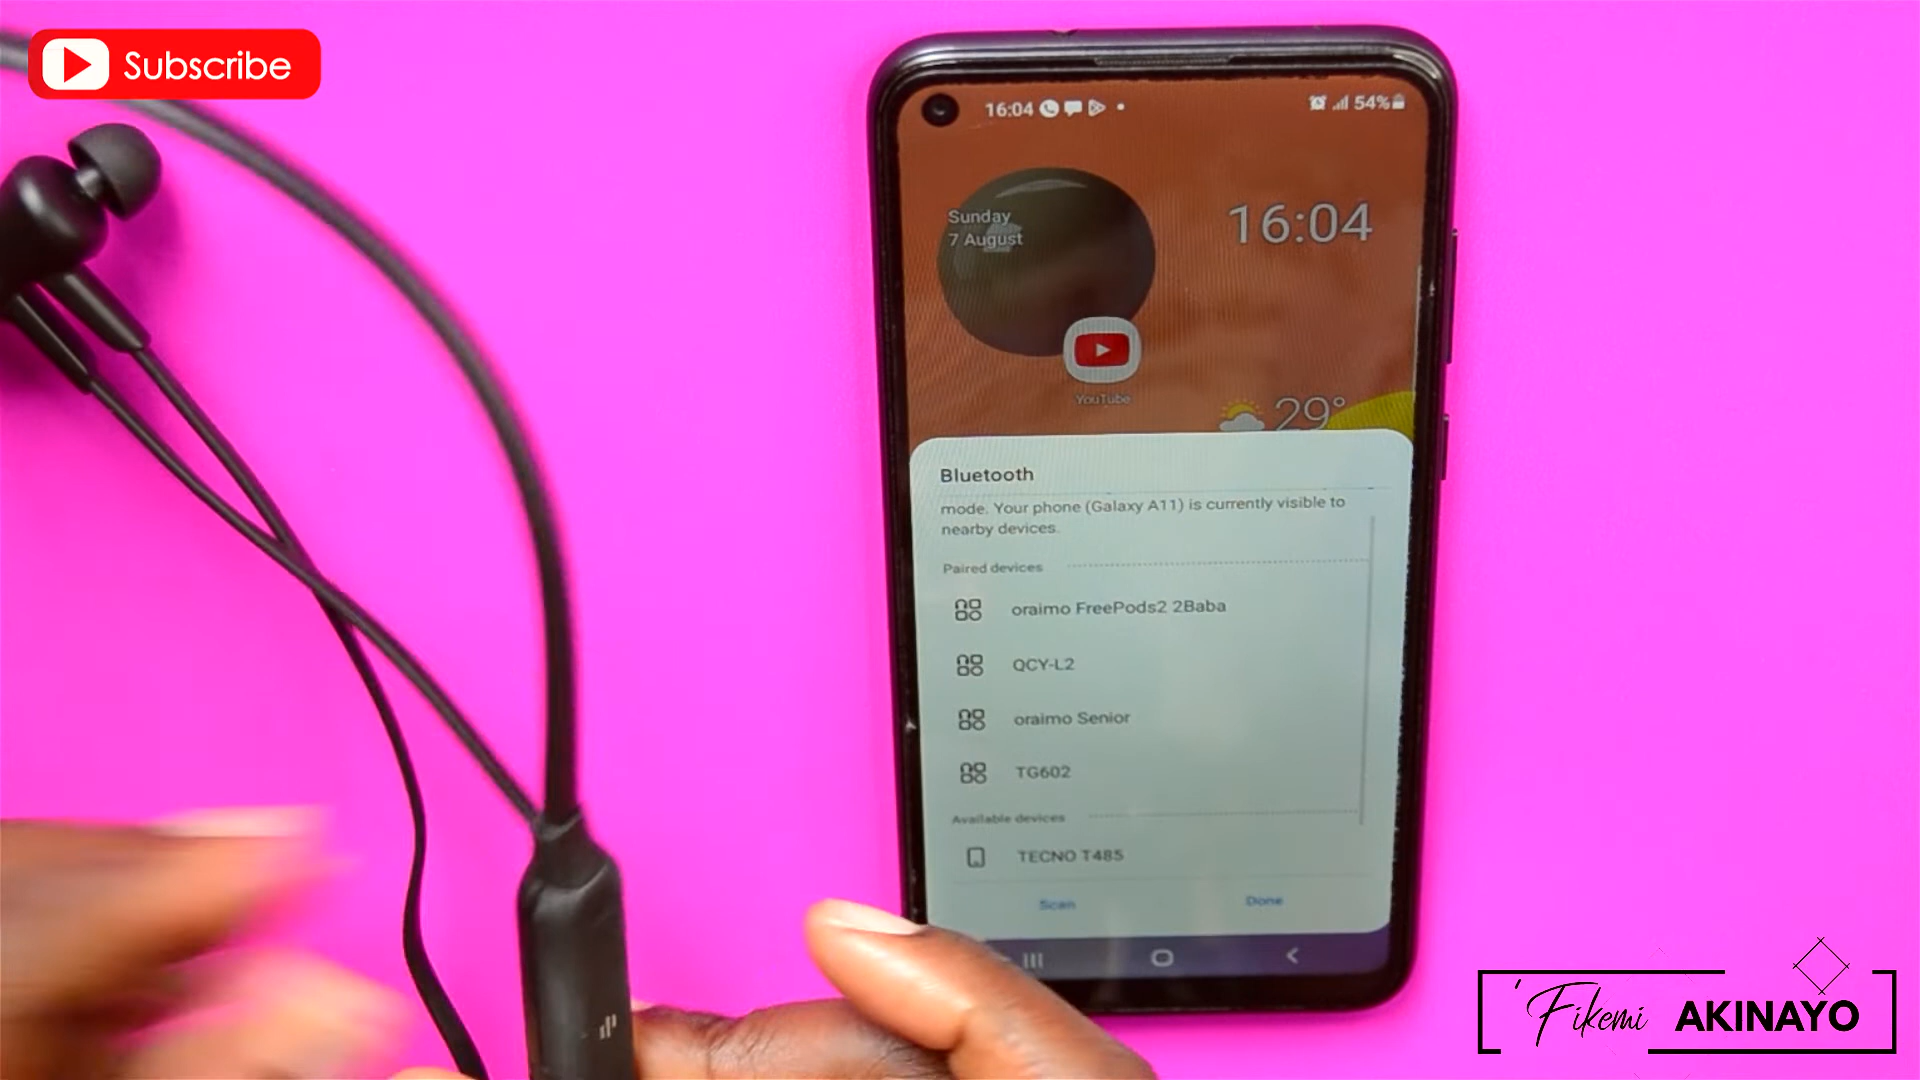 Subscribe
16:04
54%
Sunday
7 August
16:04
YouTube
29°
Bluetooth
mode. Your phone (Galaxy A11) is currently visible to
nearby devices.
Paired devices
oraimo FreePods2 2Baba
QCY-L2
oraimo Senior
TG602
Available devices
TECNO T485
Scan
Done
'Fikemi AKINAYO